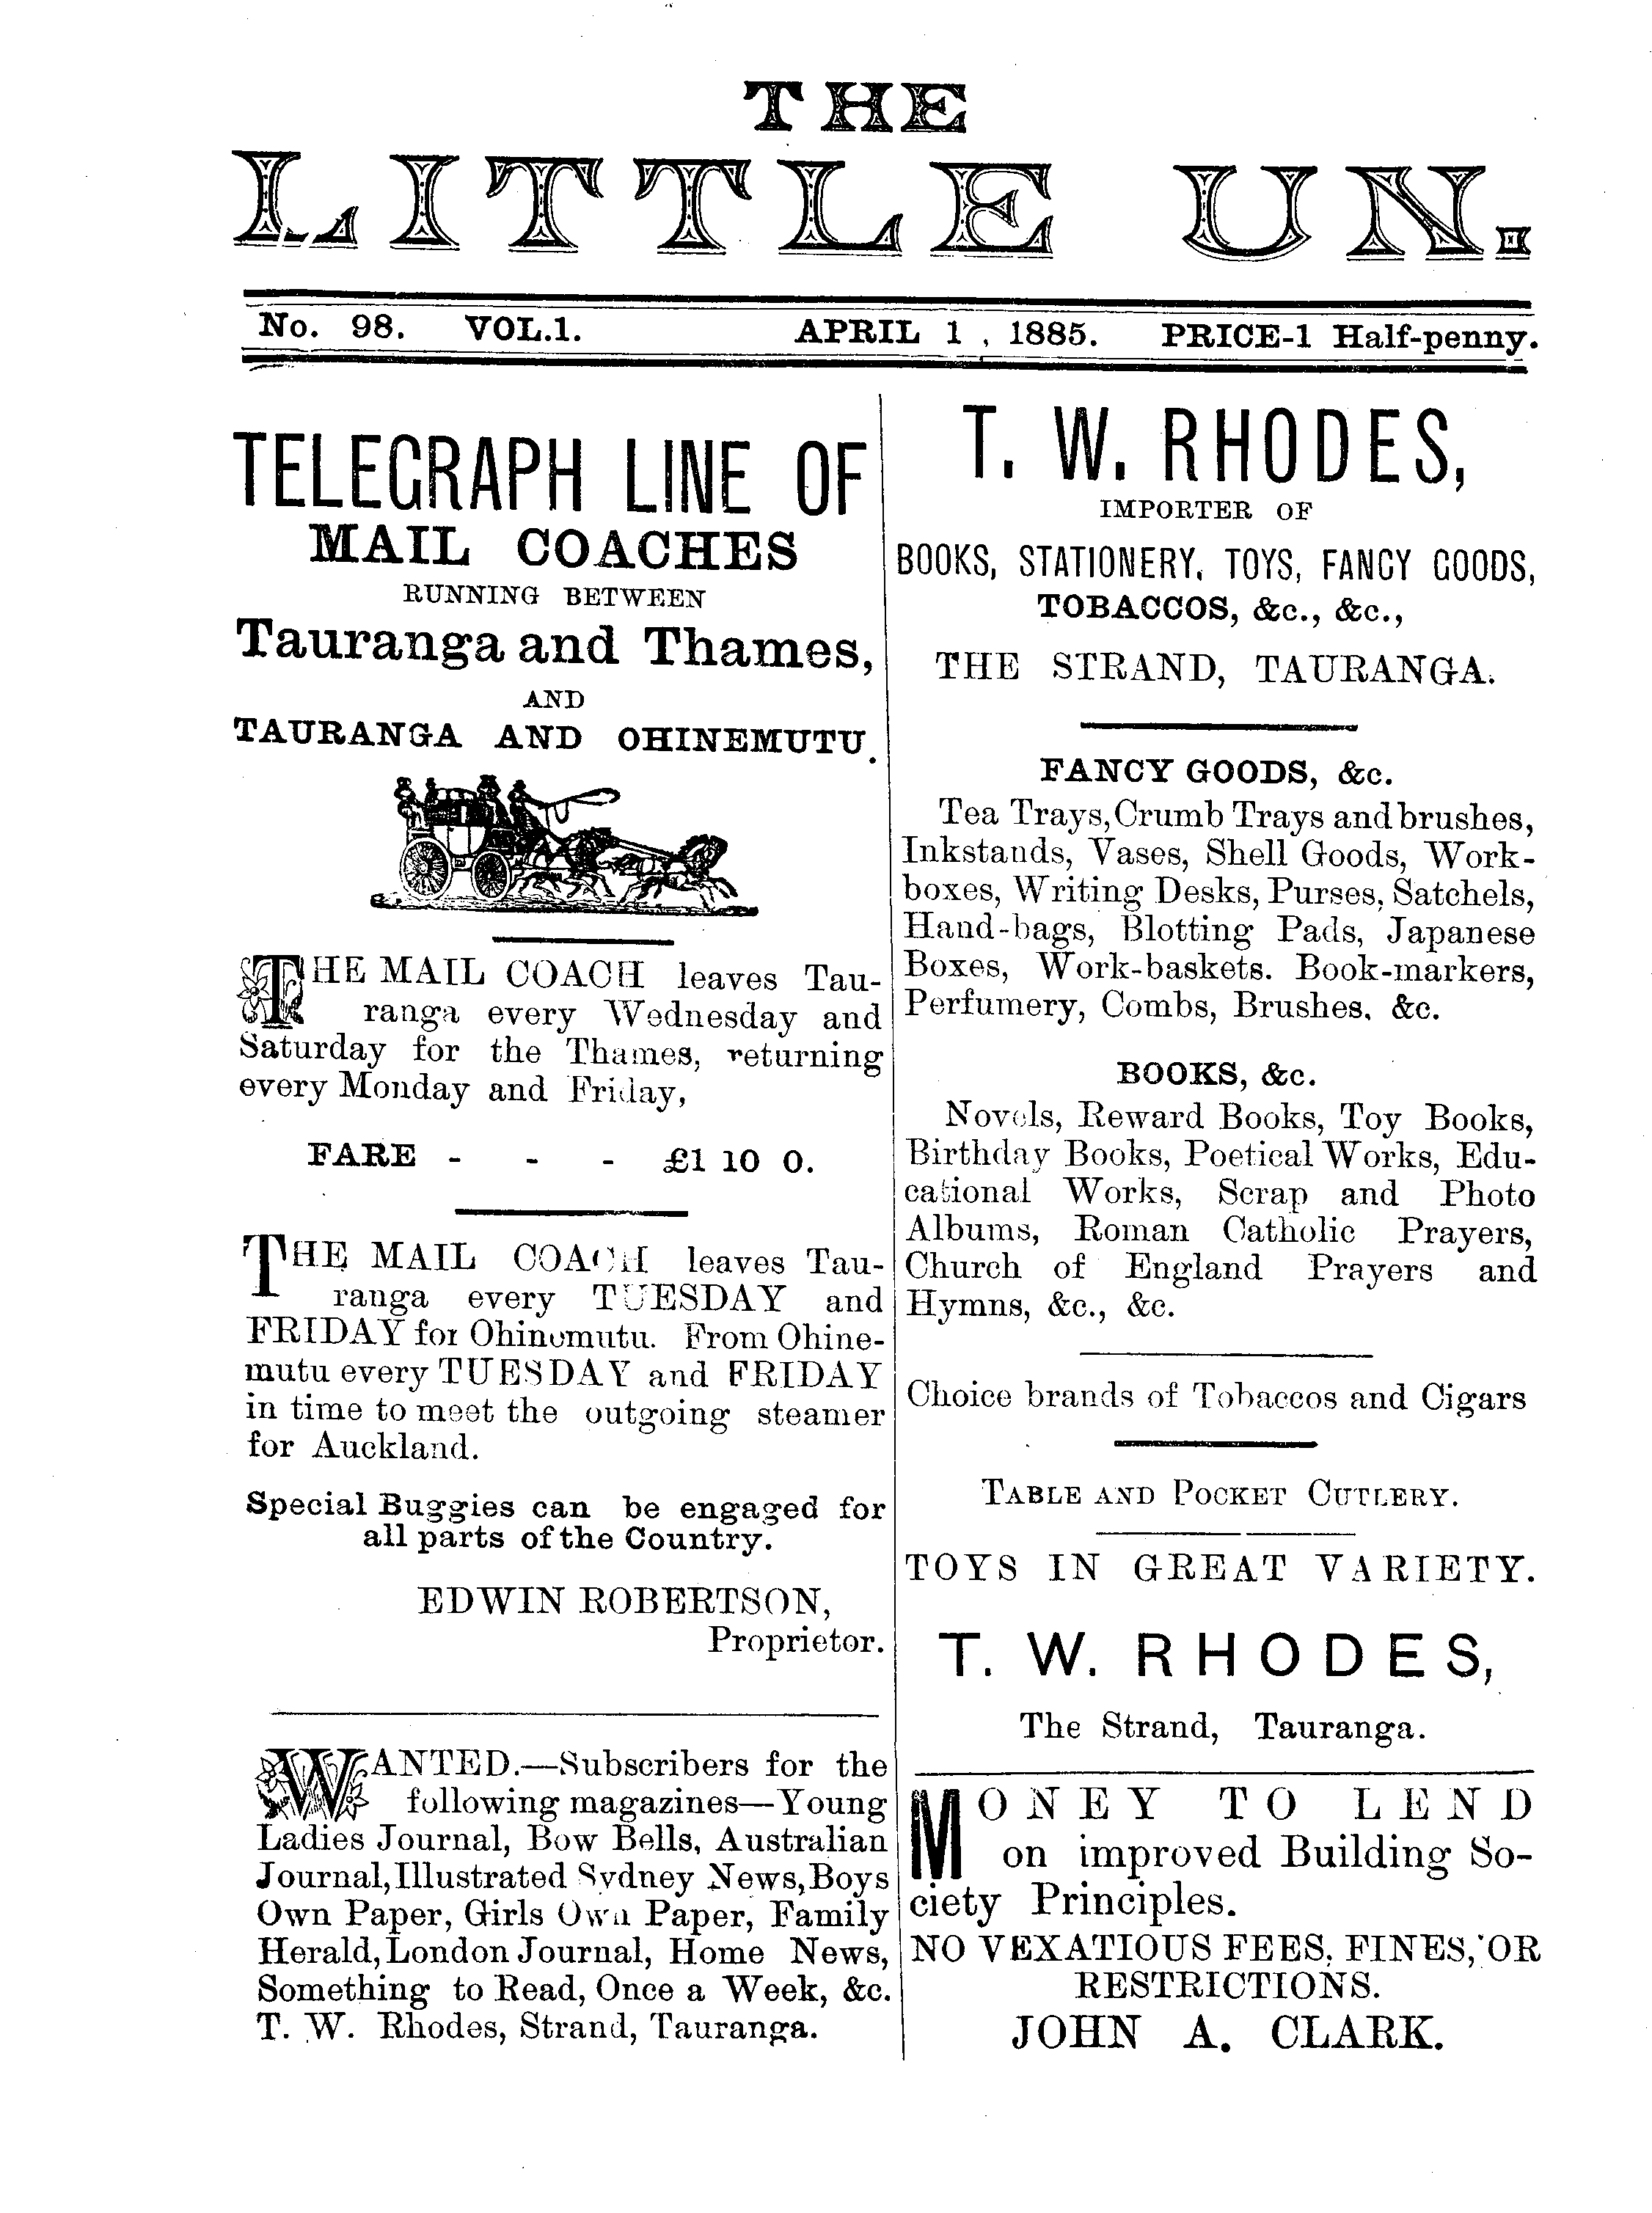 THE
LITTLE UN.
No. 98. VOL.1. APRIL 1 , 1885. PRICE-1 Half-penny.
TELEGRAPH LINE OF
MAIL COACHES
RUNNING BETWEEN
Tauranga and Thames,
AND
TAURANGA AND OHINEMUTU.
THE MAIL COACH leaves Tau-
ranga every Wednesday and
Saturday for the Thames, returning
every Monday and Friday,
FARE - - - £1 10 0.
THE MAIL COACH leaves Tau-
ranga every TUESDAY and
FRIDAY for Ohinemutu. From Ohine-
mutu every TUESDAY and FRIDAY
in time to meet the outgoing steamer
for Auckland.
Special Buggies can be engaged for
all parts of the Country.
EDWIN ROBERTSON,
Proprietor.
WANTED.—Subscribers for the
following magazines—Young
Ladies Journal, Bow Bells, Australian
Journal, Illustrated Sydney News, Boys
Own Paper, Girls Own Paper, Family
Herald, London Journal, Home News,
Something to Read, Once a Week, &c.
T. W. Rhodes, Strand, Tauranga.
T. W. RHODES,
IMPORTER OF
BOOKS, STATIONERY, TOYS, FANCY GOODS,
TOBACCOS, &c., &c.,
THE STRAND, TAURANGA.
FANCY GOODS, &c.
Tea Trays, Crumb Trays and brushes,
Inkstands, Vases, Shell Goods, Work-
boxes, Writing Desks, Purses, Satchels,
Hand-bags, Blotting Pads, Japanese
Boxes, Work-baskets. Book-markers,
Perfumery, Combs, Brushes, &c.
BOOKS, &c.
Novels, Reward Books, Toy Books,
Birthday Books, Poetical Works, Edu-
cational Works, Scrap and Photo
Albums, Roman Catholic Prayers,
Church of England Prayers and
Hymns, &c., &c.
Choice brands of Tobaccos and Cigars
TABLE AND POCKET CUTLERY.
TOYS IN GREAT VARIETY.
T. W. RHODES,
The Strand, Tauranga.
MONEY TO LEND
on improved Building So-
ciety Principles.
NO VEXATIOUS FEES, FINES, OR
RESTRICTIONS.
JOHN A. CLARK.